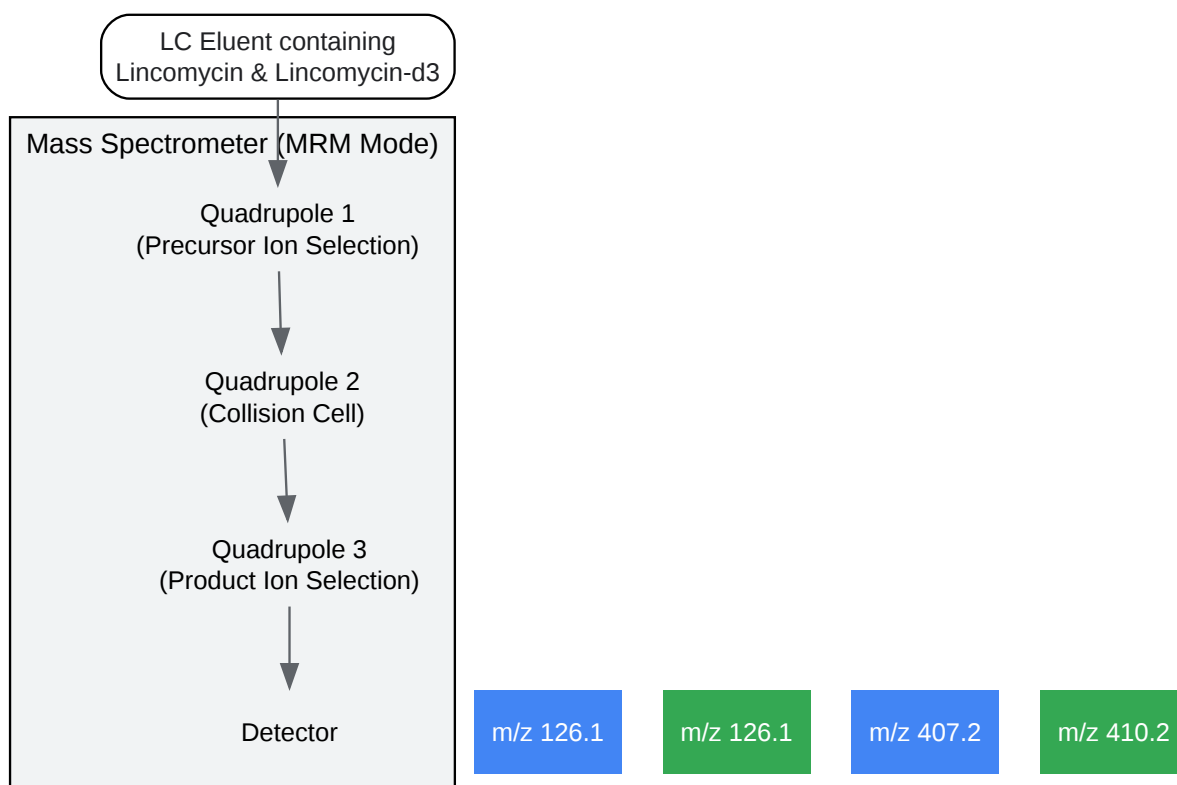 LC Eluent containing
Lincomycin & Lincomycin-d3
Mass Spectrometer (MRM Mode)
Quadrupole 1
(Precursor Ion Selection)
Quadrupole 2
(Collision Cell)
Quadrupole 3
(Product Ion Selection)
Detector
m/z 126.1
m/z 126.1
m/z 407.2
m/z 410.2